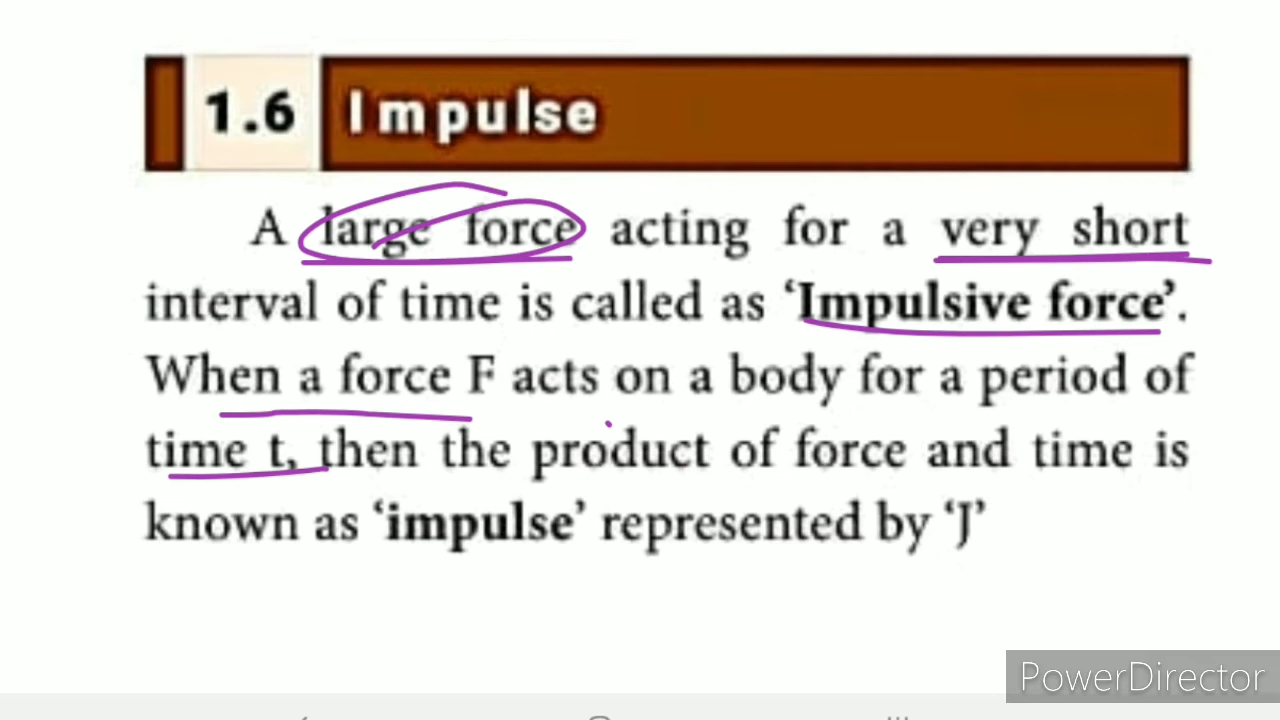 1.6 Impulse
A large force acting for a very short
interval of time is called as ‘Impulsive force’.
When a force F acts on a body for a period of
time t, then the product of force and time is
known as ‘impulse’ represented by ‘J’
PowerDirector